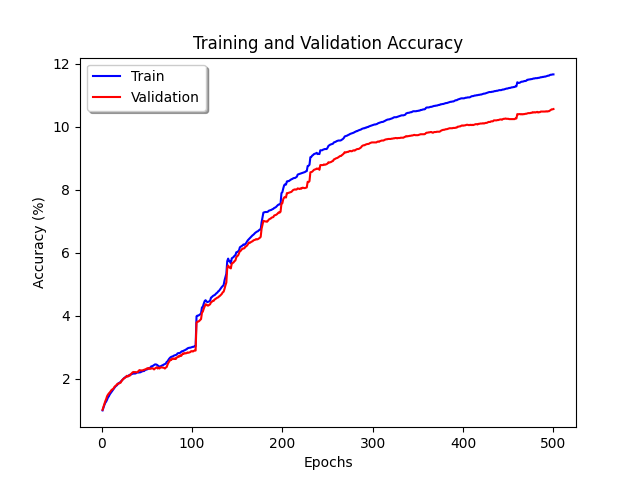 Training and Validation Accuracy
Train
Validation
12
10
8
6
4
2
Accuracy (%)
0
100
200
300
400
500
Epochs